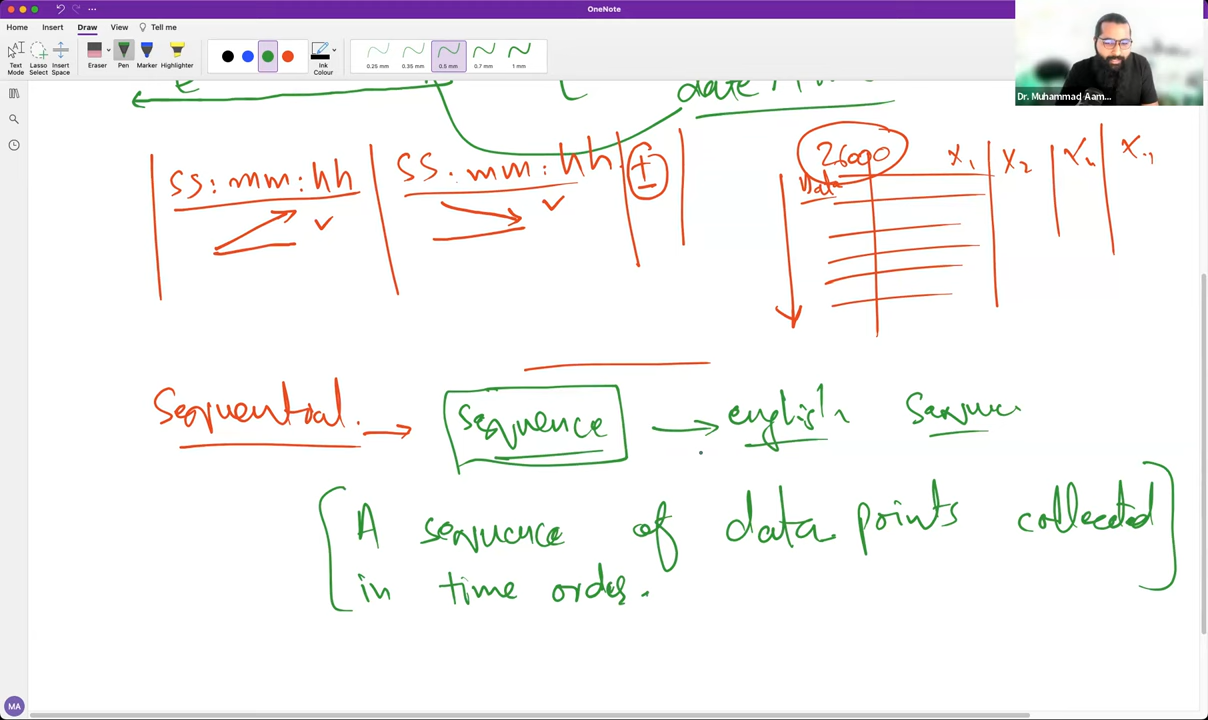 OneNote
Home Insert Draw View Tell me
Text Mode Lasso Select Insert Space Eraser Pen Marker Highlighter Ink Colour 0.25 mm 0.35 mm 0.5 mm 0.7 mm 1 mm
Dr. Muhammad Aam...
date
ss: mm: hh ss: mm: hh ±
26000 X1 X2
Sequential. → Sequence → english
A sequence of data points collected
in time order.
MA